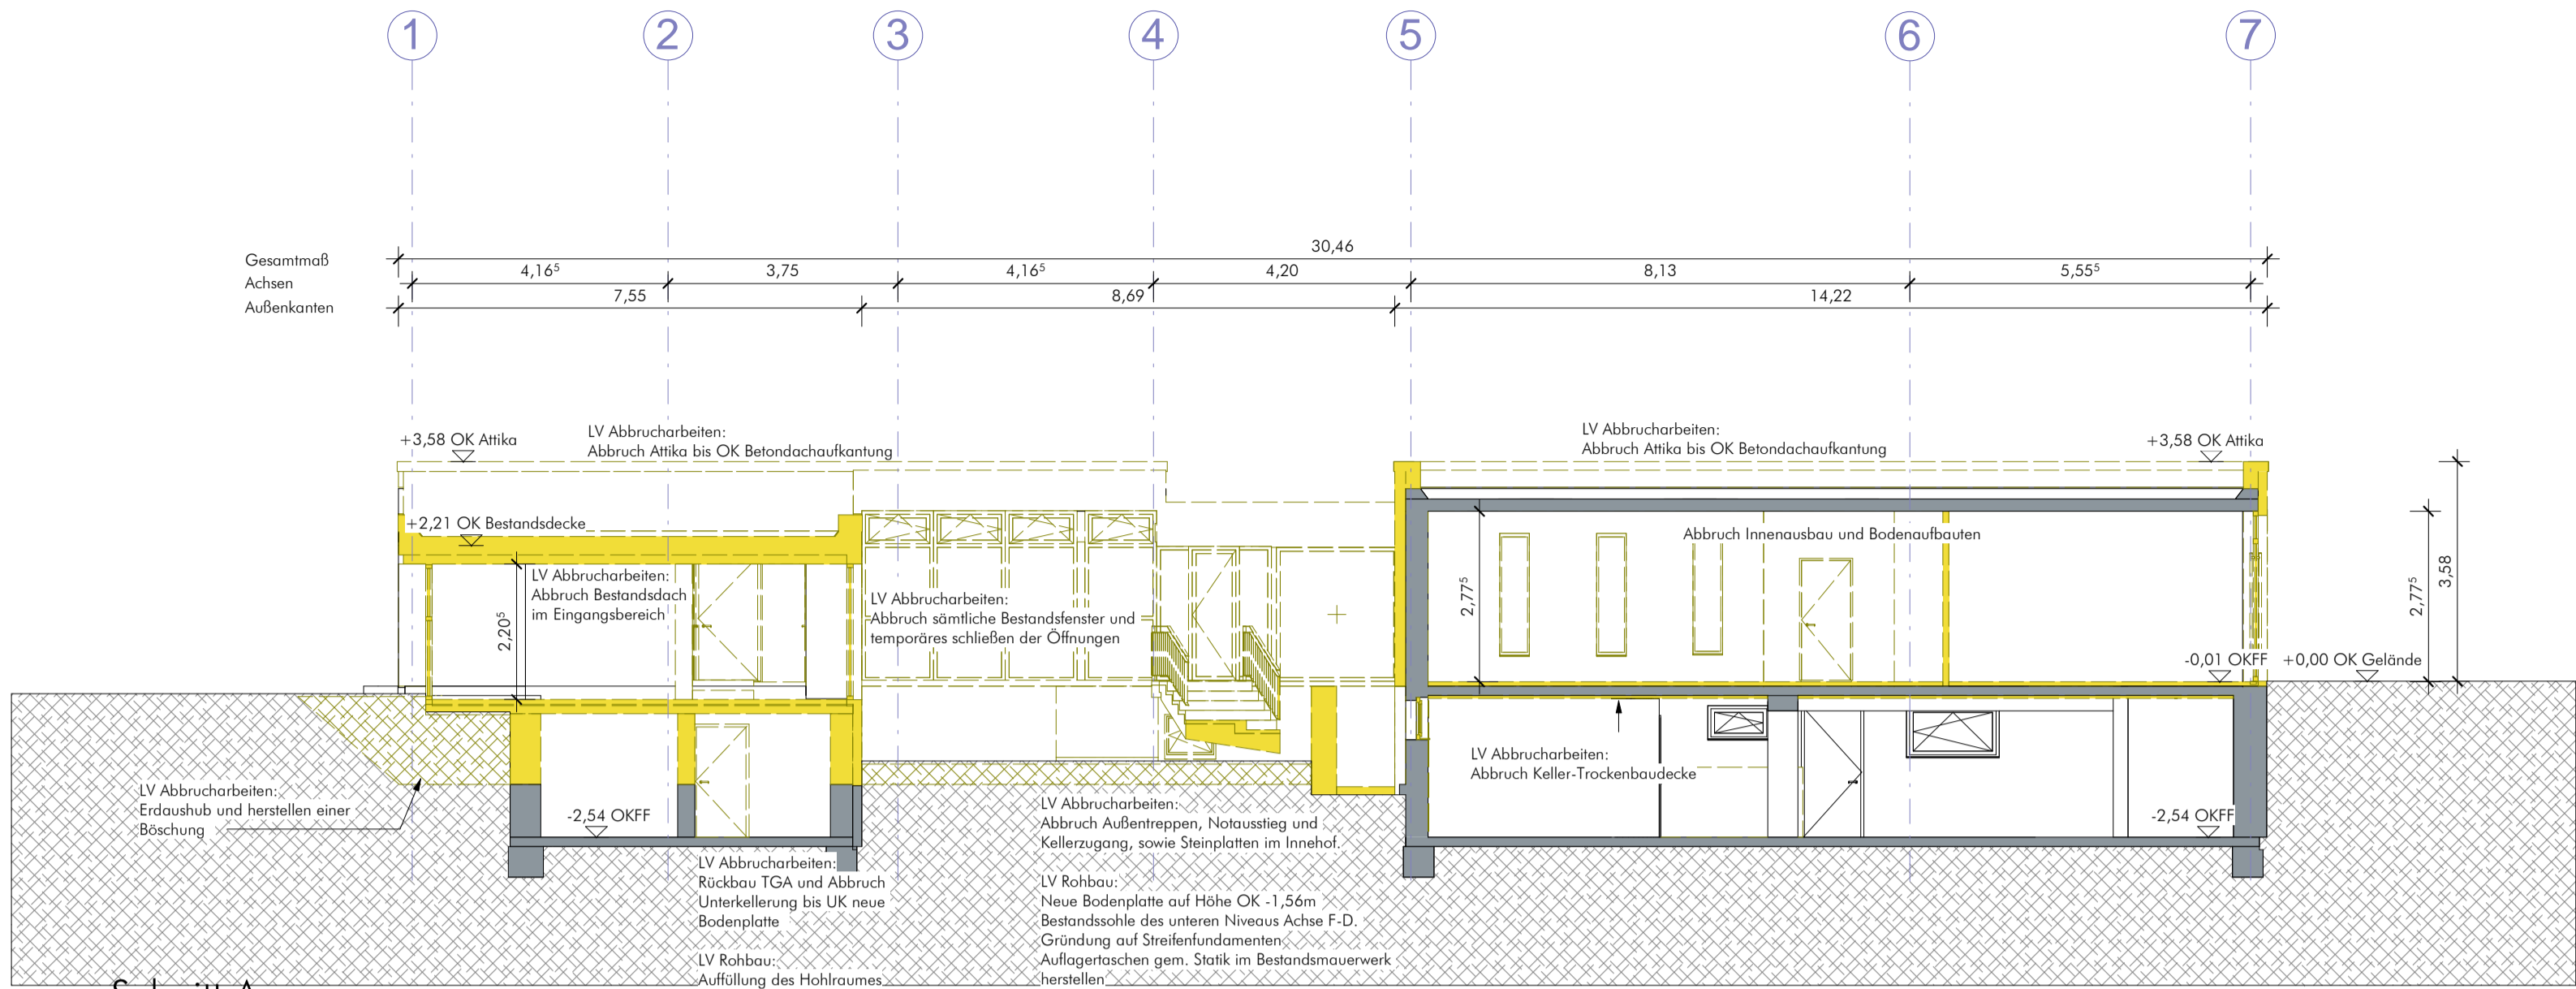 1 2 3 4 5 6 7
30,46
Gesamtmaß
4,16⁵ 3,75 4,16⁵ 4,20 8,13 5,55⁵
Achsen
7,55 8,69 14,22
Außenkanten
+3,58 OK Attika
LV Abbrucharbeiten:
Abbruch Attika bis OK Betondachaufkantung
LV Abbrucharbeiten:
Abbruch Attika bis OK Betondachaufkantung
+3,58 OK Attika
+2,21 OK Bestandsdecke
LV Abbrucharbeiten:
Abbruch Bestandsdach
im Eingangsbereich
2,20⁵
LV Abbrucharbeiten:
Abbruch sämtliche Bestandsfenster und
temporäres schließen der Öffnungen
Abbruch Innenausbau und Bodenaufbauten
2,77⁵
2,77⁵
3,58
-0,01 OKFF
+0,00 OK Gelände
LV Abbrucharbeiten:
Abbruch Keller-Trockenbaudecke
LV Abbrucharbeiten:
Erdaushub und herstellen einer
Böschung
-2,54 OKFF
-2,54 OKFF
LV Abbrucharbeiten:
Rückbau TGA und Abbruch
Unterkellerung bis UK neue
Bodenplatte
LV Rohbau:
Auffüllung des Hohlraumes
LV Abbrucharbeiten:
Abbruch Außentreppen, Notausstieg und
Kellerzugang, sowie Steinplatten im Innehof.
LV Rohbau:
Neue Bodenplatte auf Höhe OK -1,56m
Bestandssohle des unteren Niveaus Achse F-D.
Gründung auf Streifenfundamenten
Auflagertaschen gem. Statik im Bestandsmauerwerk
herstellen